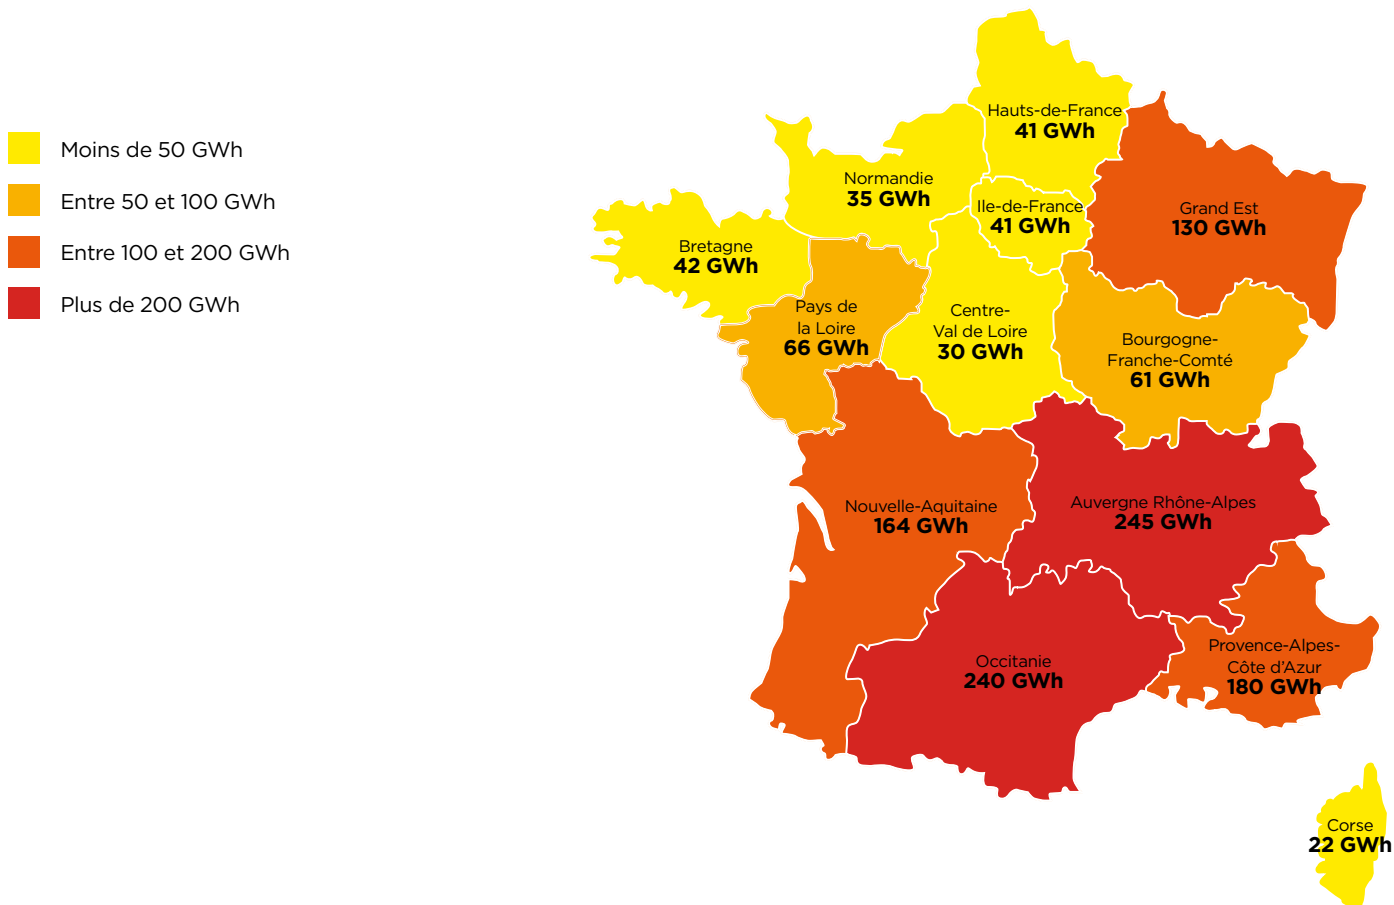 Moins de 50 GWh
Entre 50 et 100 GWh
Entre 100 et 200 GWh
Plus de 200 GWh
Hauts-de-France
41 GWh
Normandie
35 GWh
Ile-de-France
41 GWh
Grand Est
130 GWh
Bretagne
42 GWh
Pays de
la Loire
66 GWh
Centre-
Val de Loire
30 GWh
Bourgogne-
Franche-Comté
61 GWh
Nouvelle-Aquitaine
164 GWh
Auvergne Rhône-Alpes
245 GWh
Occitanie
240 GWh
Provence-Alpes-
Côte d'Azur
180 GWh
Corse
22 GWh